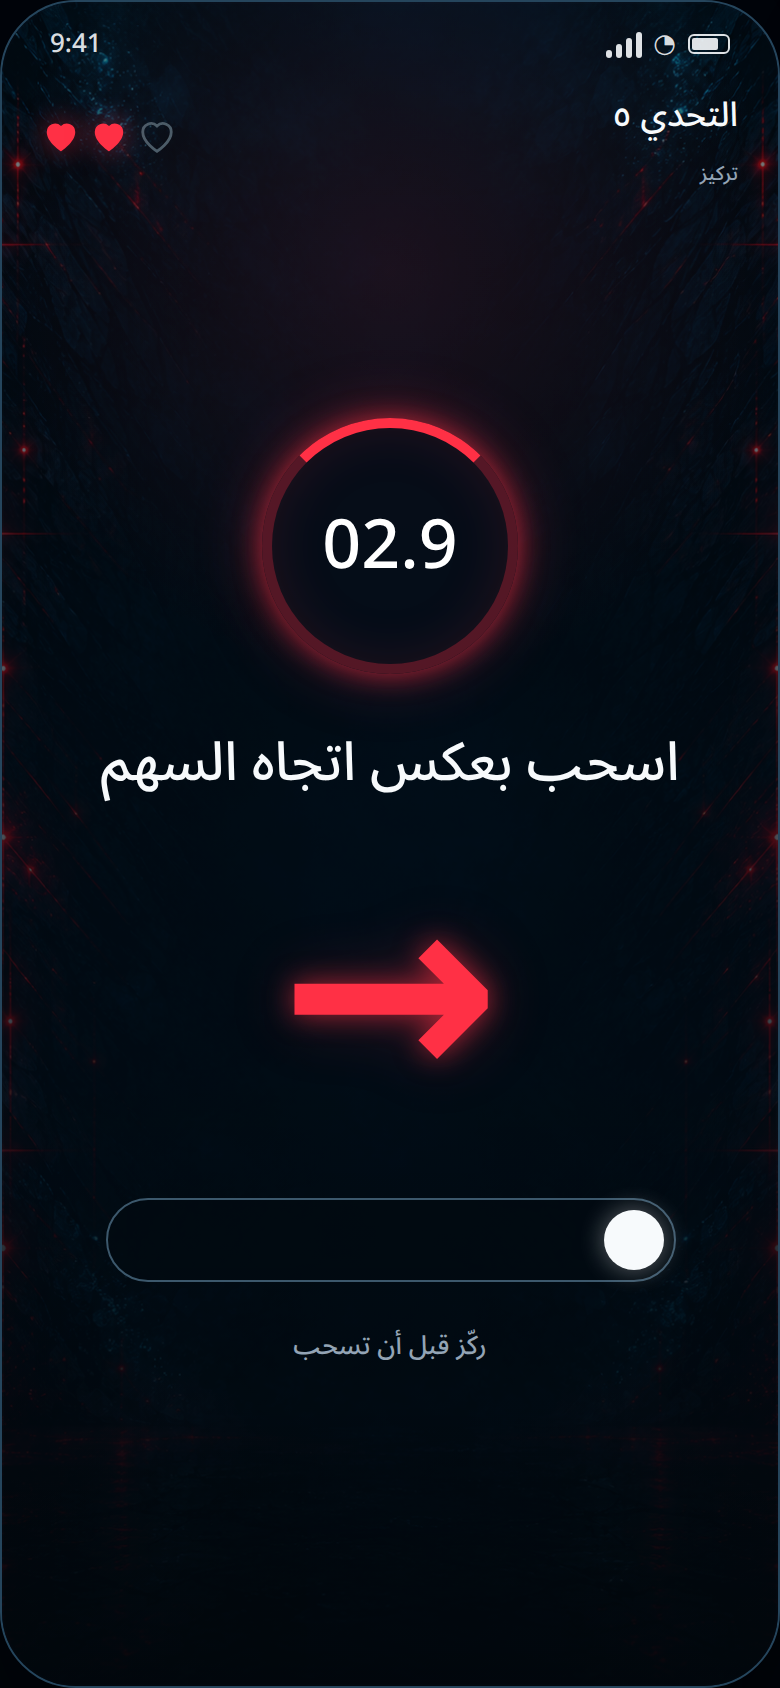 9:41
التحدي ٥
تركيز
02.9
اسحب بعكس اتجاه السهم
ركّز قبل أن تسحب